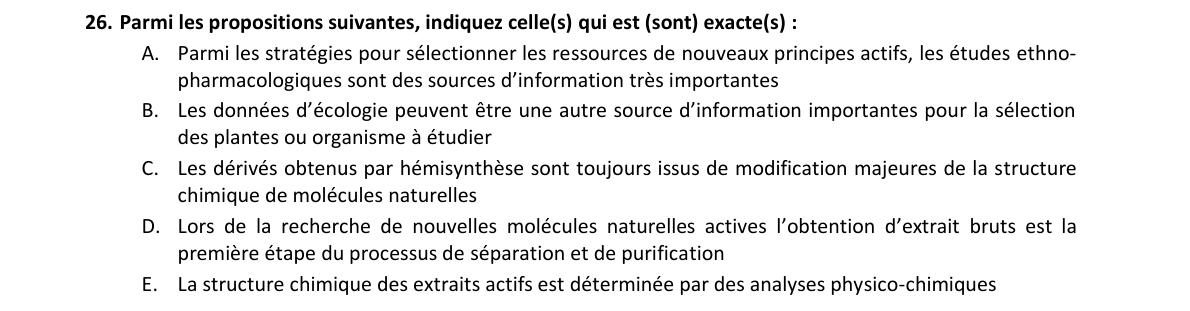 26. Parmi les propositions suivantes, indiquez celle(s) qui est (sont) exacte(s) :
A. Parmi les stratégies pour sélectionner les ressources de nouveaux principes actifs, les études ethno-
pharmacologiques sont des sources d’information très importantes
B. Les données d’écologie peuvent être une autre source d’information importantes pour la sélection
des plantes ou organisme à étudier
C. Les dérivés obtenus par hémisynthèse sont toujours issus de modification majeures de la structure
chimique de molécules naturelles
D. Lors de la recherche de nouvelles molécules naturelles actives l’obtention d’extrait bruts est la
première étape du processus de séparation et de purification
E. La structure chimique des extraits actifs est déterminée par des analyses physico-chimiques